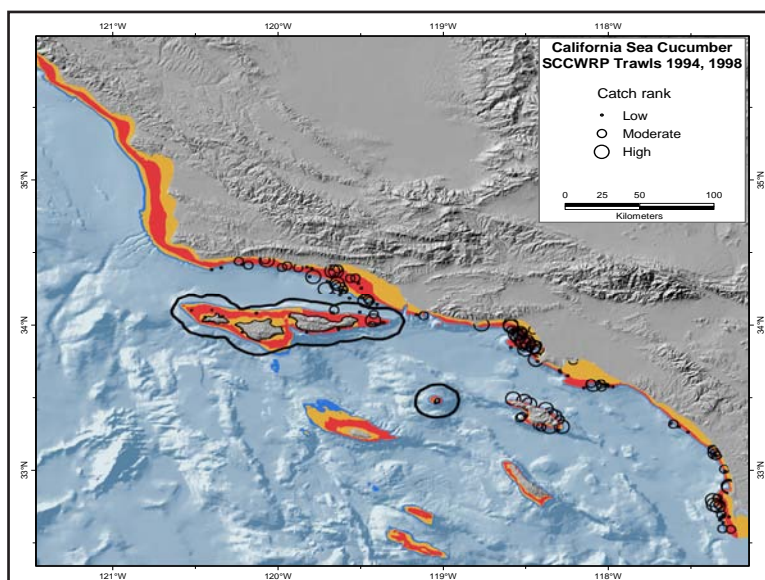 121°W 120°W 119°W 118°W
California Sea Cucumber
SCCWRP Trawls 1994, 1998
Catch rank
Low
Moderate
High
0 25 50 100
Kilometers
35°N
35°N
34°N
34°N
33°N
33°N
121°W 120°W 119°W 118°W